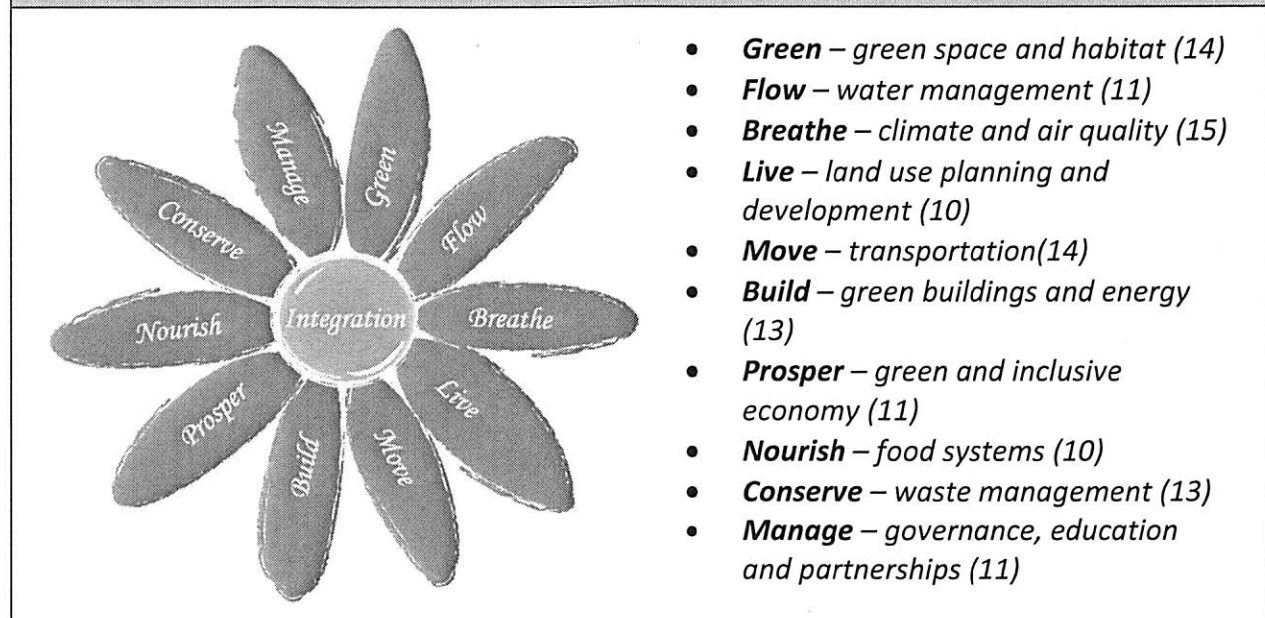 Manage
Green
Conserve
Flow
Nourish
Integration
Breathe
Prosper
Live
Build
Move
• Green – green space and habitat (14)
• Flow – water management (11)
• Breathe – climate and air quality (15)
• Live – land use planning and
development (10)
• Move – transportation(14)
• Build – green buildings and energy
(13)
• Prosper – green and inclusive
economy (11)
• Nourish – food systems (10)
• Conserve – waste management (13)
• Manage – governance, education
and partnerships (11)